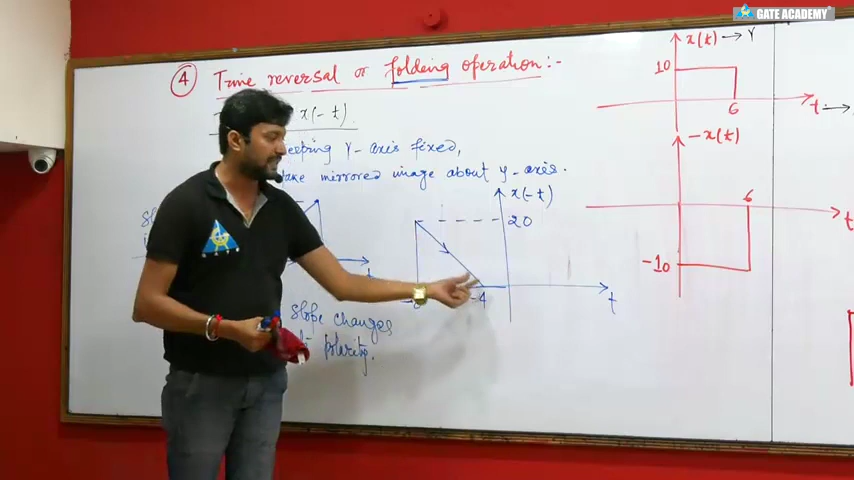 GATE ACADEMY
④ Time reversal or folding operation:-
x(-t)
keeping Y-axis fixed,
take mirrored image about y-axis.
x(-t)
20
-4
t
t
slope changes
polarity.
x(t) → Y
10
6
t →
-x(t)
6
-10
t